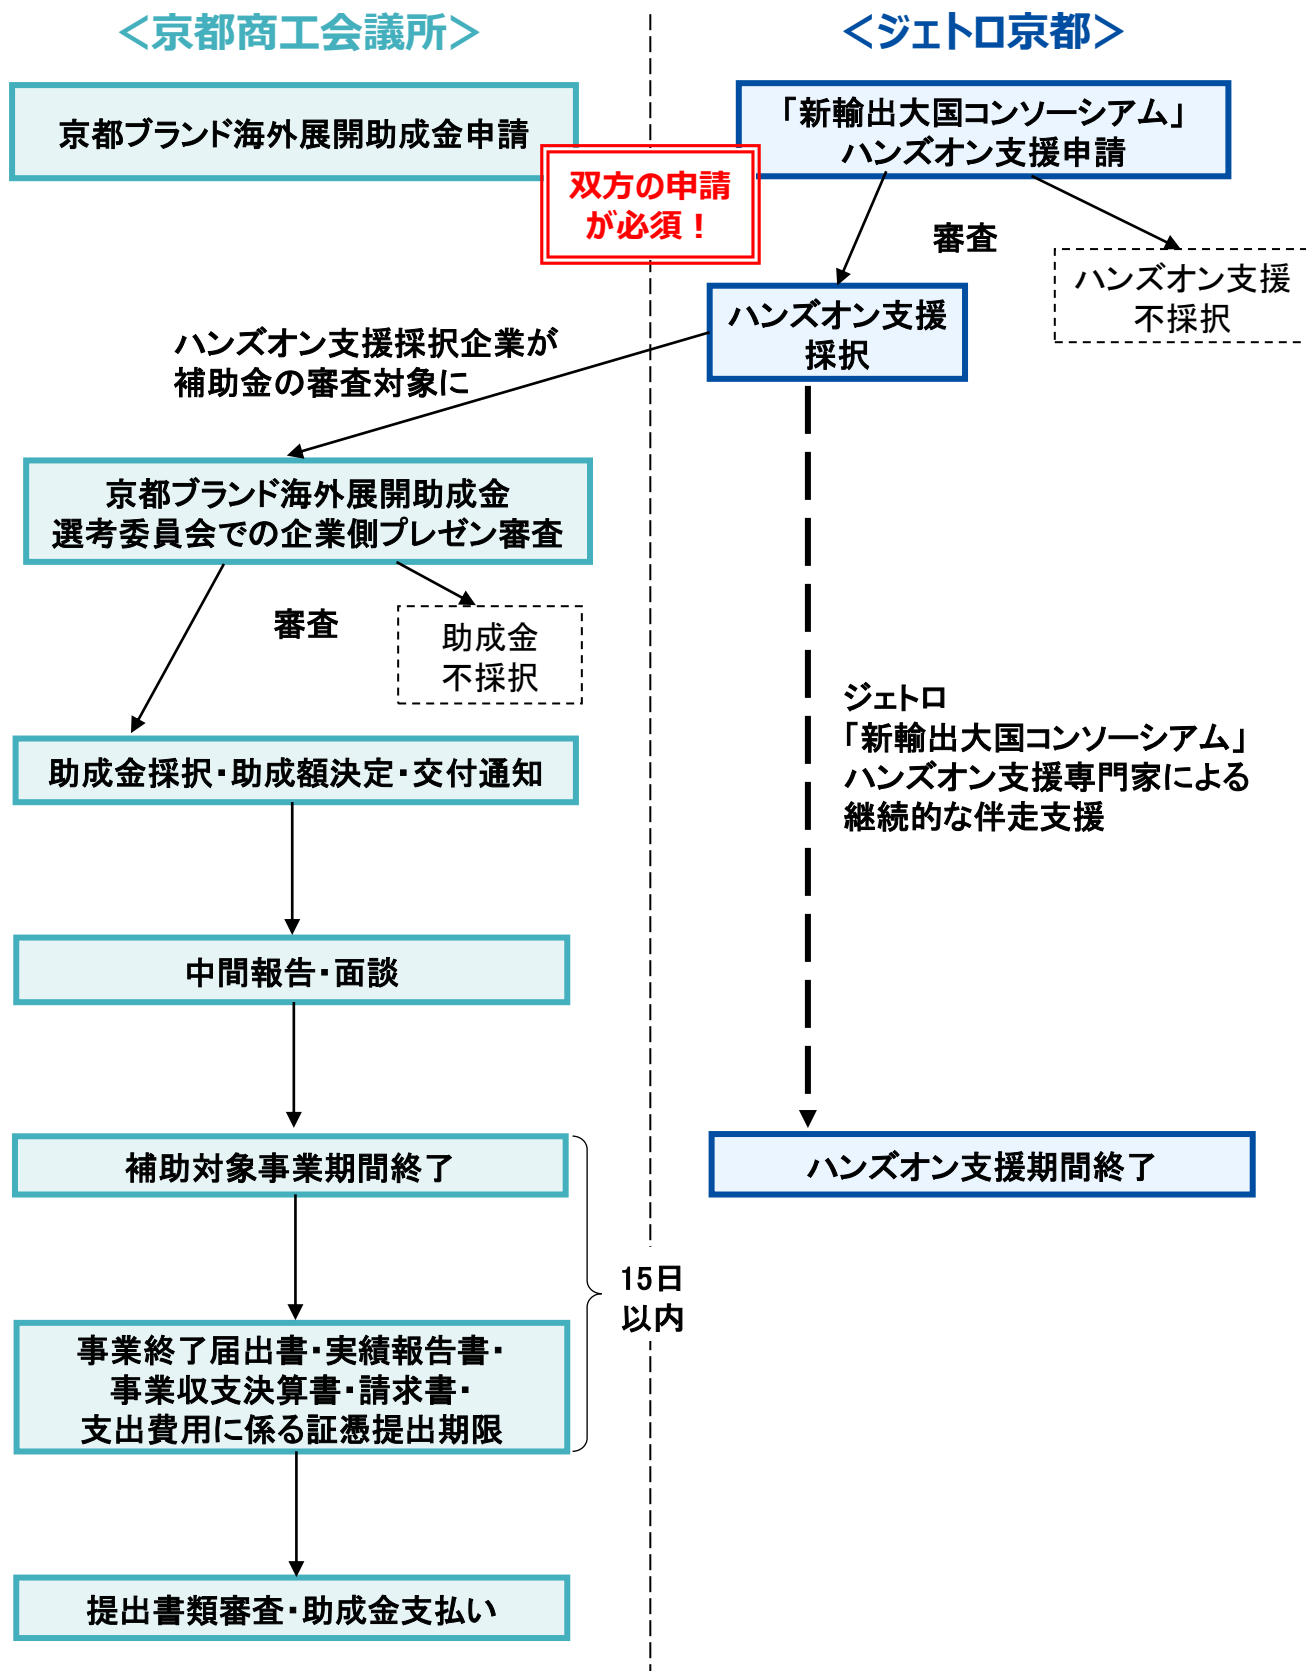 ＜京都商工会議所＞
＜ジェトロ京都＞
京都ブランド海外展開助成金申請
「新輸出大国コンソーシアム」
ハンズオン支援申請
双方の申請
が必須！
審査
ハンズオン支援
不採択
ハンズオン支援
採択
ハンズオン支援採択企業が
補助金の審査対象に
京都ブランド海外展開助成金
選考委員会での企業側プレゼン審査
審査
助成金
不採択
助成金採択・助成額決定・交付通知
ジェトロ
「新輸出大国コンソーシアム」
ハンズオン支援専門家による
継続的な伴走支援
中間報告・面談
補助対象事業期間終了
ハンズオン支援期間終了
15日
以内
事業終了届出書・実績報告書・
事業収支決算書・請求書・
支出費用に係る証憑提出期限
提出書類審査・助成金支払い